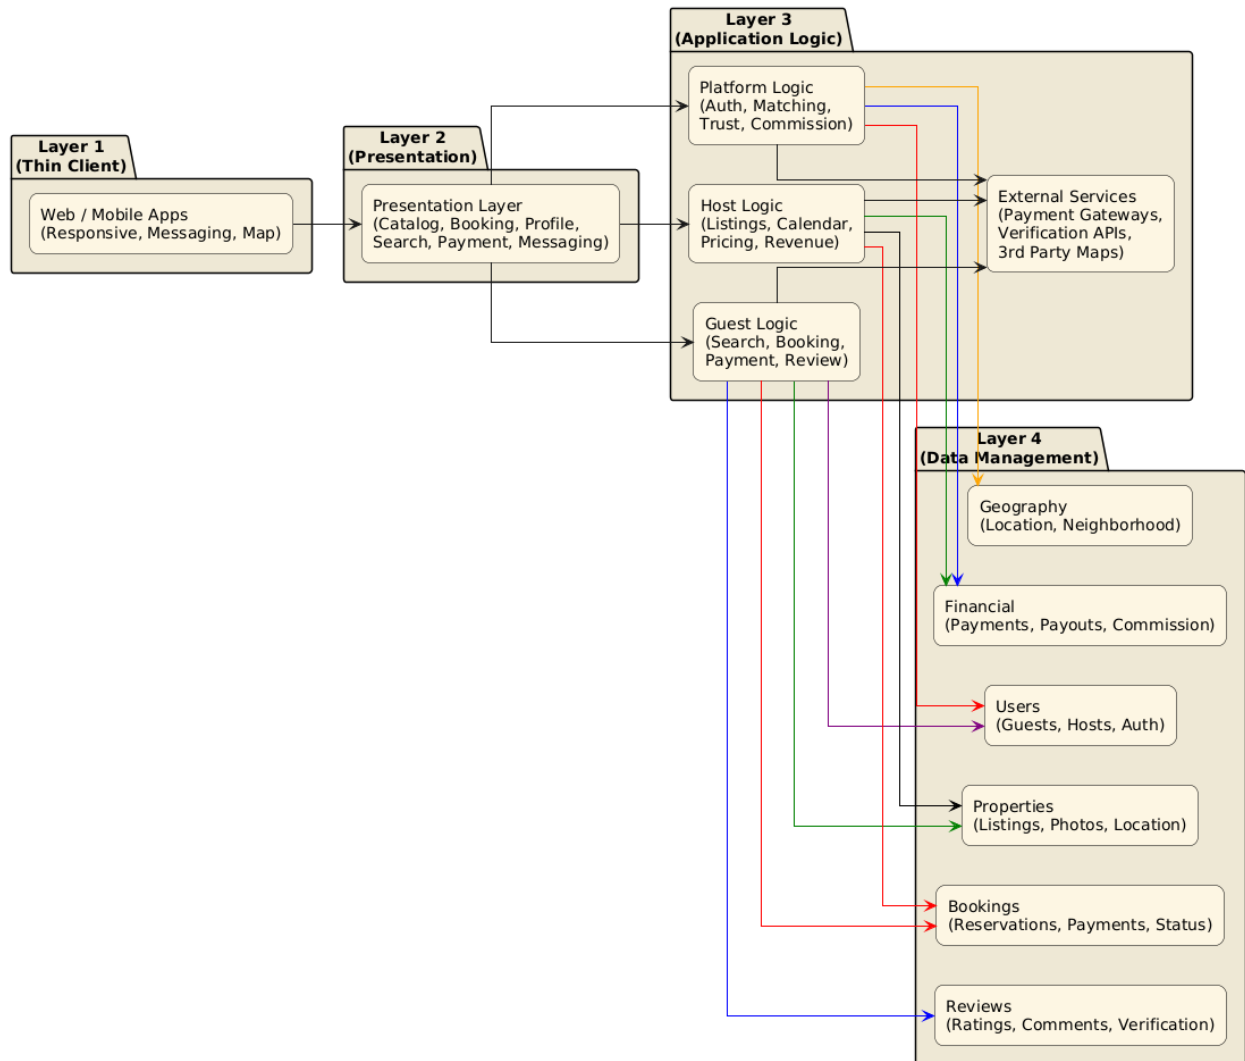 Layer 1
(Thin Client)
Web / Mobile Apps
(Responsive, Messaging, Map)
Layer 2
(Presentation)
Presentation Layer
(Catalog, Booking, Profile,
Search, Payment, Messaging)
Layer 3
(Application Logic)
Platform Logic
(Auth, Matching,
Trust, Commission)
Host Logic
(Listings, Calendar,
Pricing, Revenue)
Guest Logic
(Search, Booking,
Payment, Review)
External Services
(Payment Gateways,
Verification APIs,
3rd Party Maps)
Layer 4
(Data Management)
Geography
(Location, Neighborhood)
Financial
(Payments, Payouts, Commission)
Users
(Guests, Hosts, Auth)
Properties
(Listings, Photos, Location)
Bookings
(Reservations, Payments, Status)
Reviews
(Ratings, Comments, Verification)